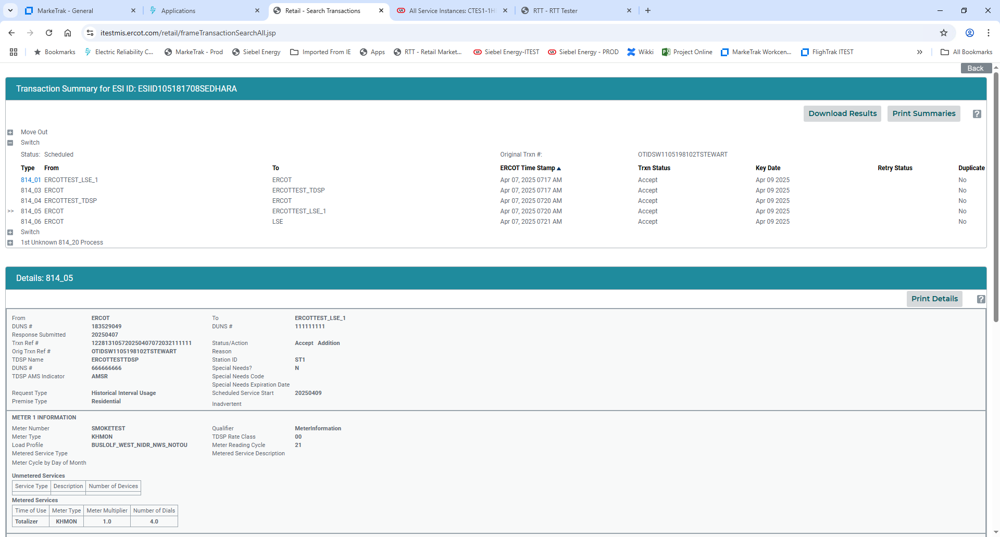 MarkeTrak - General
Applications
Retail - Search Transactions
All Service Instances: CTES1-1H
RTT - RTT Tester
itestmis.ercot.com/retail/frameTransactionSearchAll.jsp
Bookmarks
Electric Reliability C...
MarkeTrak - Prod
Siebel Energy
Imported From IE
Apps
RTT - Retail Market...
Siebel Energy-ITEST
Siebel Energy - PROD
Wikki
Project Online
MarkeTrak Workcen...
FlighTrak ITEST
All Bookmarks
Back
Transaction Summary for ESI ID: ESIID105181708SEDHARA
Download Results Print Summaries ?
Move Out
Switch
Status: Scheduled Original Trxn #: OTIDSW1105198102TSTEWART
Type From To ERCOT Time Stamp Trxn Status Key Date Retry Status Duplicate
814_01 ERCOTTEST_LSE_1 ERCOT Apr 07, 2025 0717 AM Accept Apr 09 2025 No
814_03 ERCOT ERCOTTEST_TDSP Apr 07, 2025 0717 AM Accept Apr 09 2025 No
814_04 ERCOTTEST_TDSP ERCOT Apr 07, 2025 0720 AM Accept Apr 09 2025 No
>> 814_05 ERCOT ERCOTTEST_LSE_1 Apr 07, 2025 0720 AM Accept Apr 09 2025 No
814_06 ERCOT LSE Apr 07, 2025 0721 AM Accept Apr 09 2025 No
Switch
1st Unknown 814_20 Process
Details: 814_05
Print Details ?
From ERCOT To ERCOTTEST_LSE_1
DUNS # 183529049 DUNS # 111111111
Response Submitted 20250407
Trxn Ref # 122813105720250407072032111111 Status/Action Accept Addition
Orig Trxn Ref # OTIDSW1105198102TSTEWART Reason
TDSP Name ERCOTTESTTDSP Station ID ST1
DUNS # 666666666 Special Needs? N
TDSP AMS Indicator AMSR Special Needs Code
Special Needs Expiration Date
Request Type Historical Interval Usage Scheduled Service Start 20250409
Premise Type Residential Inadvertent
METER 1 INFORMATION
Meter Number SMOKETEST Qualifier MeterInformation
Meter Type KHMON TDSP Rate Class 00
Load Profile BUSLOLF_WEST_NIDR_NWS_NOTOU Meter Reading Cycle 21
Metered Service Type Metered Service Description
Meter Cycle by Day of Month
Unmetered Services
Service Type Description Number of Devices
Metered Services
Time of Use Meter Type Meter Multiplier Number of Dials
Totalizer KHMON 1.0 4.0